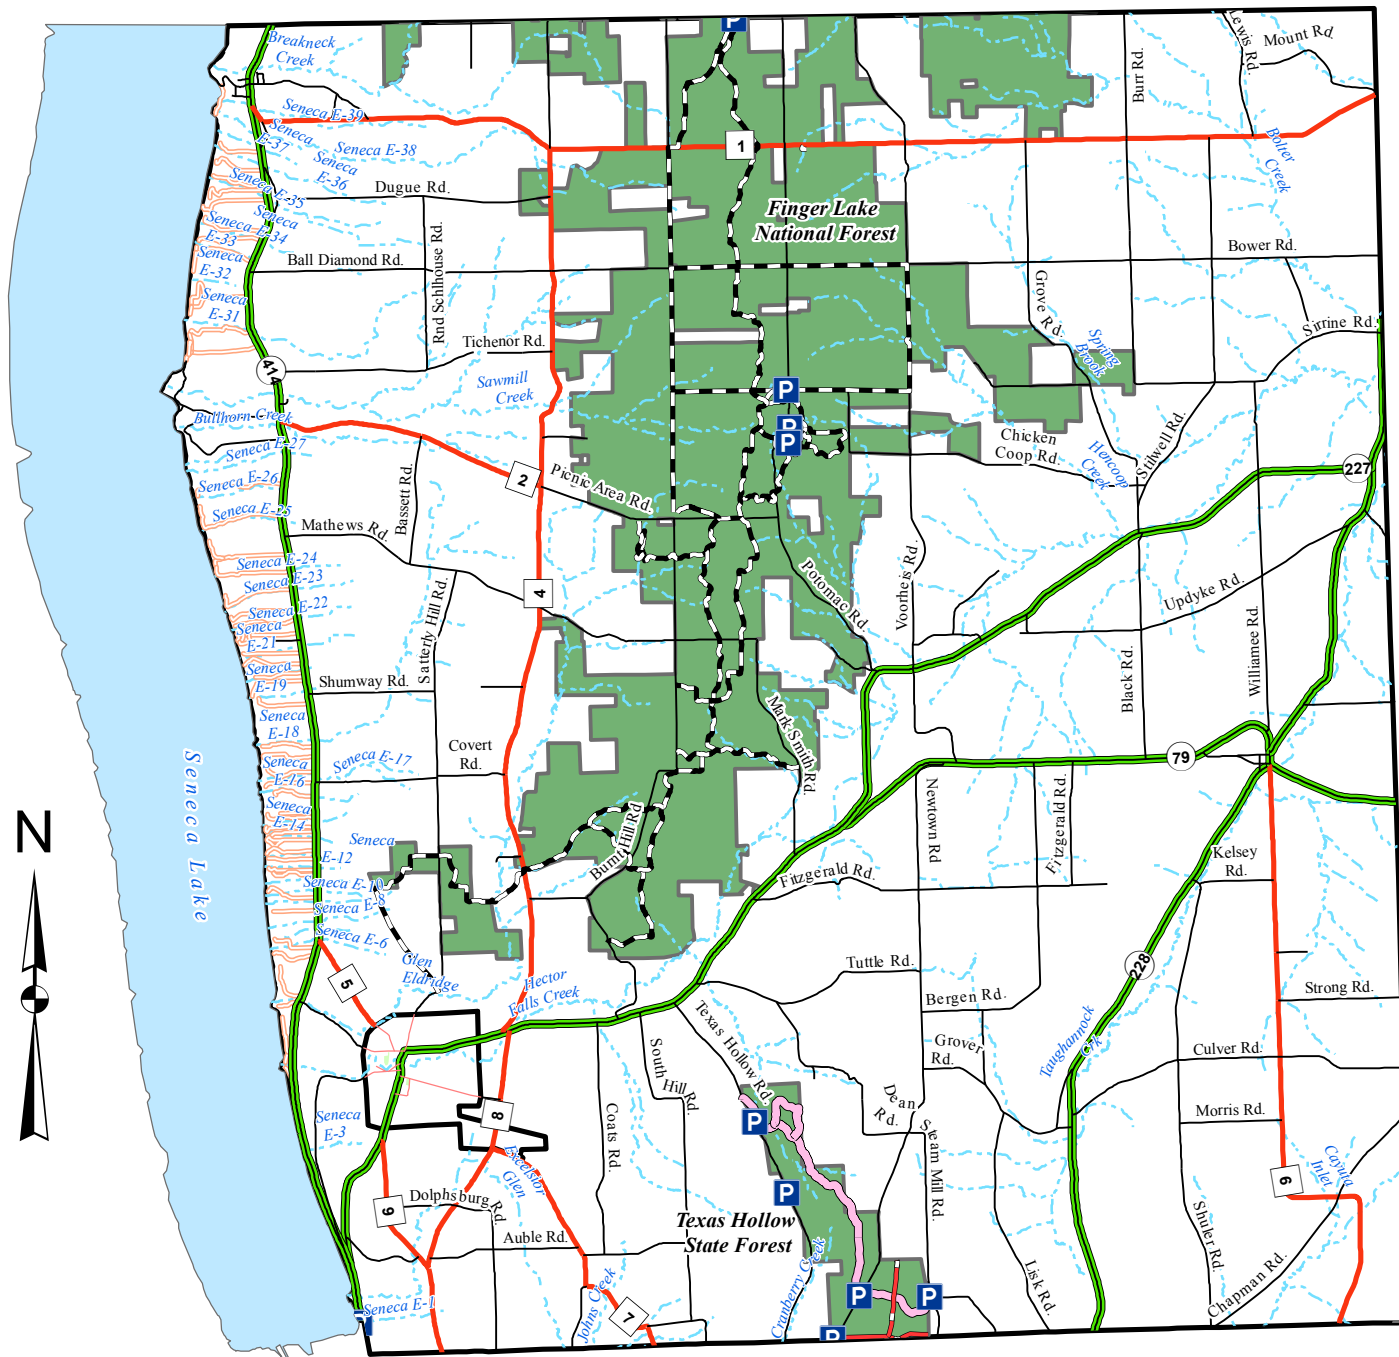 P
Breakneck
Creek
Lewis Rd.
Mount Rd
Burr Rd.
Seneca E-39
Seneca
E-37
Seneca E-38
Seneca
E-36
1
Bolter
Creek
Seneca E-35
Dugue Rd.
Finger Lake
National Forest
Seneca
E-33
Seneca
E-34
Rnd Schlhouse Rd.
Bower Rd.
Seneca
E-32
Ball Diamond Rd.
Seneca
E-31
Grove Rd.
Spring
Brook
Sirrine Rd.
Tichenor Rd.
414
Sawmill
Creek
P
Bullhorn Creek
P
P
Chicken
Coop Rd.
Hencoop
Creek
Stilwell Rd.
Seneca E-27
227
Seneca E-26
Bassett Rd.
2
Picnic Area Rd.
Seneca E-25
Mathews Rd.
Seneca E-24
Seneca E-23
Potomac Rd.
Voorheis Rd.
Updyke Rd.
Seneca E-22
4
Seneca
E-21
Satterly Hill Rd.
Williamee Rd.
Seneca
E-19
Shumway Rd.
Black Rd.
Mark Smith Rd.
Seneca
E-18
Seneca E-17
Covert
Rd.
79
Seneca
E-16
Seneca Lake
Seneca
E-14
Newtown Rd
Fitzgerald Rd.
N
Seneca
E-12
Burnt Hill Rd
Kelsey
Rd.
Seneca E-10
Fitzgerald Rd.
Seneca E-8
Seneca E-6
Glen
Eldridge
5
Hector
Falls Creek
Tuttle Rd.
228
Bergen Rd.
Strong Rd.
Texas Hollow Rd.
Taughannock
Crk
South Hill Rd.
Grover
Rd.
Culver Rd.
Dean
Rd.
Morris Rd.
8
P
Seneca
E-3
Coats Rd.
Steam Mill Rd.
Excelsior
Glen
Cayuta
Inlet
6
P
9
Dolphsburg Rd.
Texas Hollow
State Forest
Auble Rd.
Shuler Rd.
Lisk Rd.
Chapman Rd.
Cranberry Creek
Johns Creek
Seneca E-1
P
P
7
P